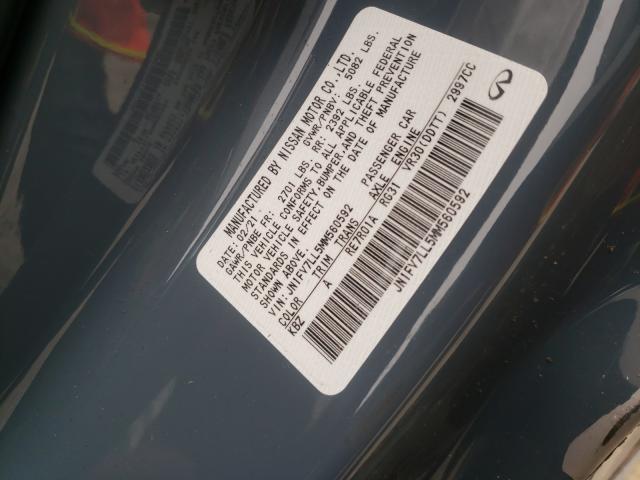 MANUFACTURED BY NISSAN MOTOR CO.,LTD.
DATE: 02/21 GVWR/PNBV: 5082 LBS.
GAWR/PNBE FR: 2701 LBS. RR: 2392 LBS.
THIS VEHICLE CONFORMS TO ALL APPLICABLE FEDERAL
MOTOR VEHICLE SAFETY,BUMPER,AND THEFT PREVENTION
STANDARDS IN EFFECT ON THE DATE OF MANUFACTURE
SHOWN ABOVE.
VIN: JN1FV7LL5MM560592 PASSENGER CAR
COLOR TRIM TRANS AXLE ENGINE
KBZ A RE7R01A RG31 VR30(DDTT) 2997CC
JN1FV7LL5MM560592